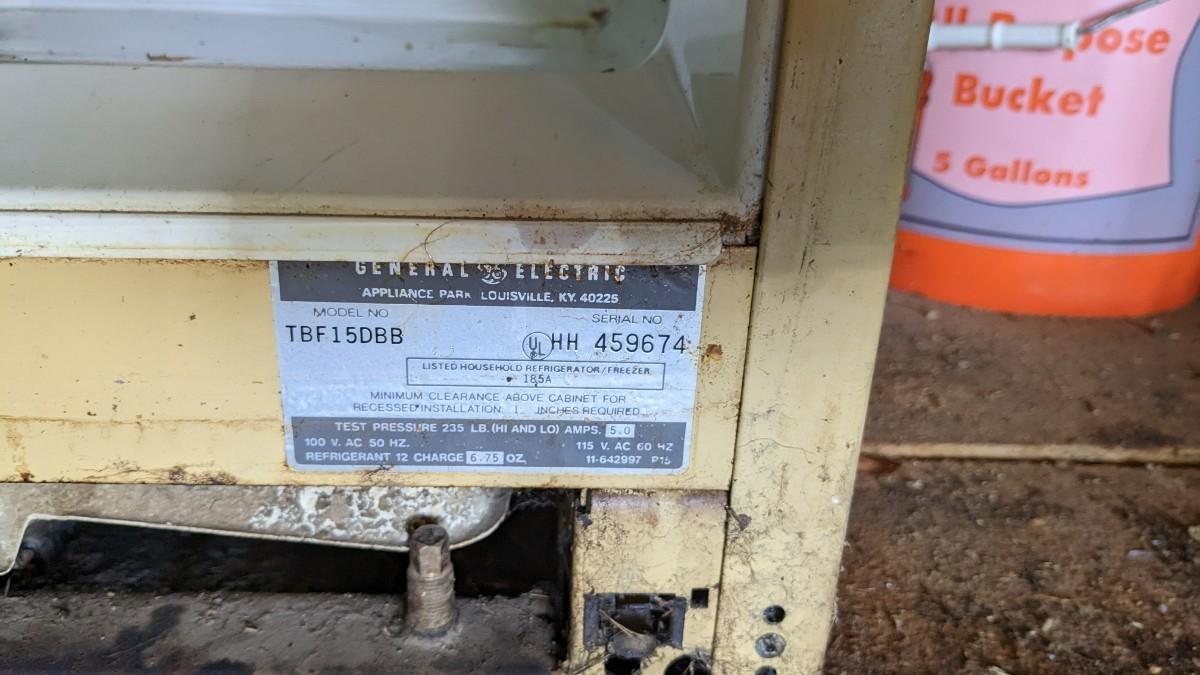 All Purpose
Bucket
5 Gallons
GENERAL GE ELECTRIC
APPLIANCE PARK LOUISVILLE, KY. 40225
MODEL NO SERIAL NO.
TBF15DBB UL HH 459674
LISTED HOUSEHOLD REFRIGERATOR/FREEZER
185A
MINIMUM CLEARANCE ABOVE CABINET FOR
RECESSED INSTALLATION: 1 INCHES REQUIRED
TEST PRESSURE 235 LB. (HI AND LO) AMPS. 5.0
100 V. AC 50 HZ. 115 V. AC 60 HZ
REFRIGERANT 12 CHARGE 6.75 OZ. 11-642997 P15